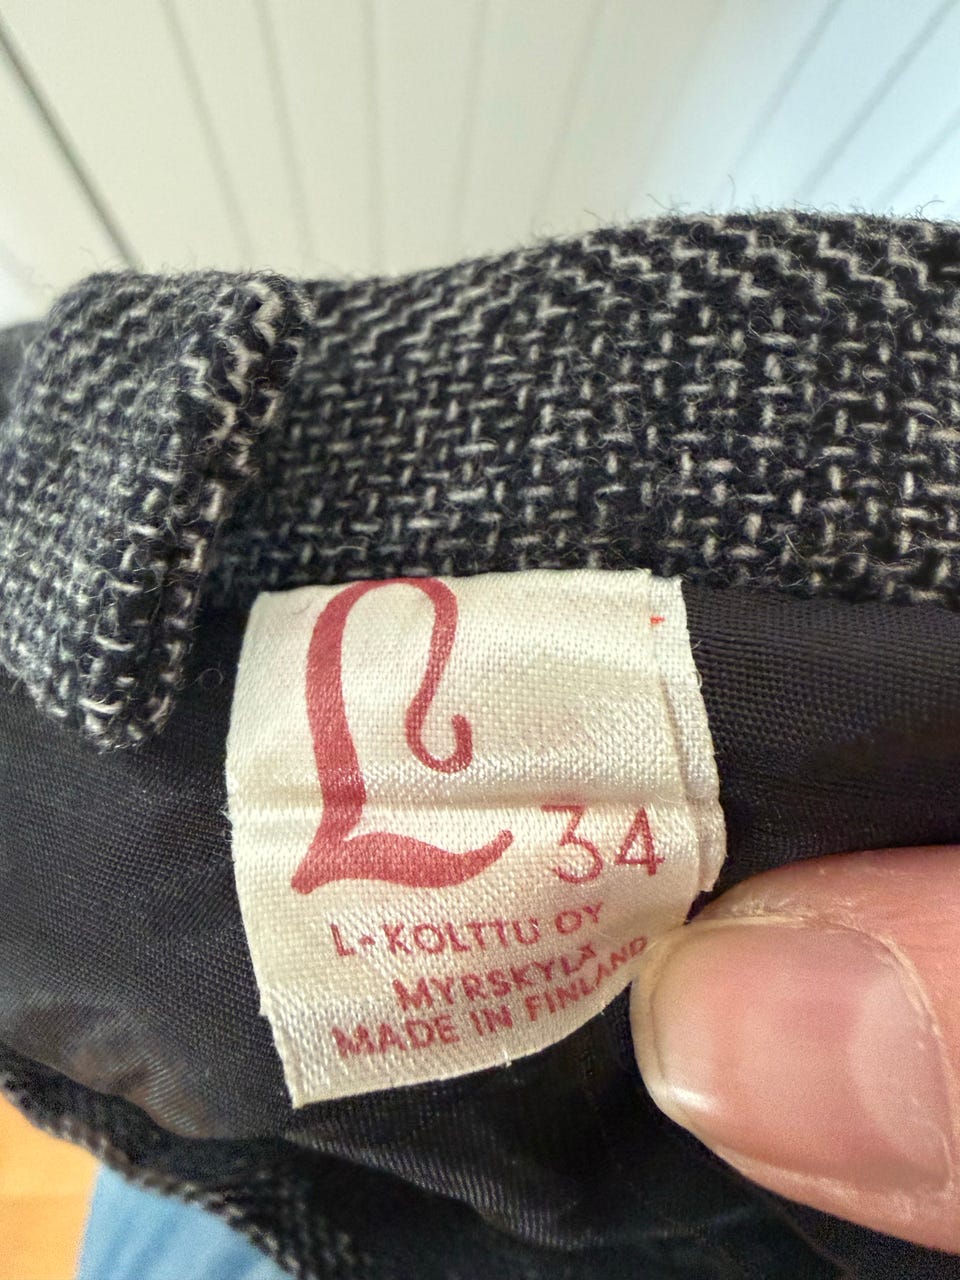 L
34
L-KOLTTU OY
MYRSKYLÄ
MADE IN FINLAND